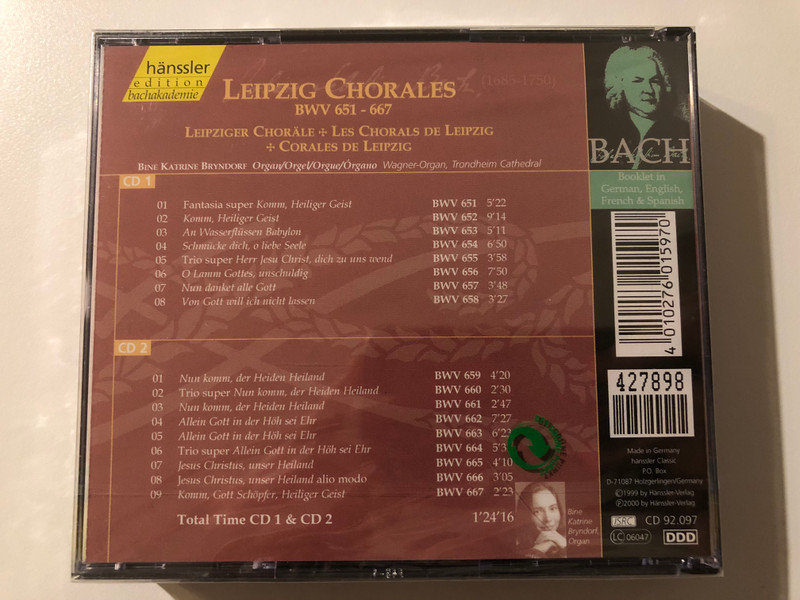 hänssler
edition
bachakademie
(1685-1750)
LEIPZIG CHORALES
BWV 651 - 667
LEIPZIGER CHORÄLE + LES CHORALS DE LEIPZIG
+ CORALES DE LEIPZIG
BINE KATRINE BRYNDORF Organ/Orgel/Orgue/Órgano Wagner-Organ, Trondheim Cathedral
CD 1
01 Fantasia super Komm, Heiliger Geist BWV 651 5'22
02 Komm, Heiliger Geist BWV 652 9'14
03 An Wasserflüssen Babylon BWV 653 5'11
04 Schmücke dich, o liebe Seele BWV 654 6'50
05 Trio super Herr Jesu Christ, dich zu uns wend BWV 655 3'58
06 O Lamm Gottes, unschuldig BWV 656 7'50
07 Nun danket alle Gott BWV 657 3'48
08 Von Gott will ich nicht lassen BWV 658 3'27
CD 2
01 Nun komm, der Heiden Heiland BWV 659 4'20
02 Trio super Nun komm, der Heiden Heiland BWV 660 2'30
03 Nun komm, der Heiden Heiland BWV 661 2'47
04 Allein Gott in der Höh sei Ehr BWV 662 7'27
05 Allein Gott in der Höh sei Ehr BWV 663
06 Trio super Allein Gott in der Höh sei Ehr BWV 664
07 Jesus Christus, unser Heiland BWV 665 4'10
08 Jesus Christus, unser Heiland alio modo BWV 666 3'05
09 Komm, Gott Schöpfer, Heiliger Geist BWV 667 2'23
Total Time CD 1 & CD 2 1'24'16
Bine
Katrine
Bryndorf,
Organ
BACH
Booklet in
German, English,
French & Spanish
4 010276 015970
427898
Made in Germany
hänssler Classic
P.O. Box
D-71087 Holzgerlingen/Germany
Ⓒ1999 by Hänssler-Verlag
Ⓟ2000 by Hänssler-Verlag
ISRC CD 92.097
LC 06047 DDD